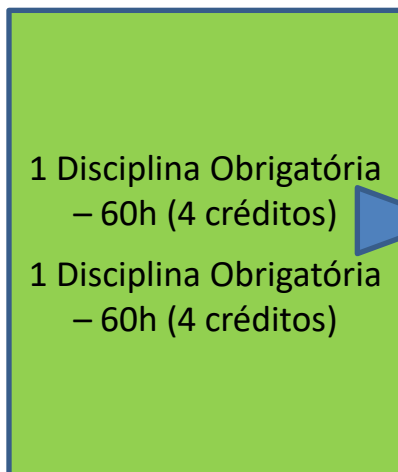 1 Disciplina Obrigatória
– 60h (4 créditos)
1 Disciplina Obrigatória
– 60h (4 créditos)